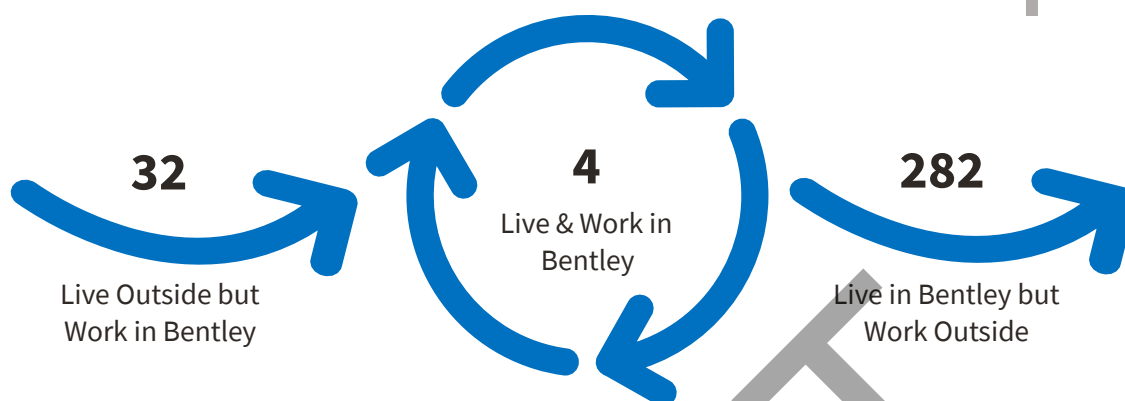 32
Live Outside but
Work in Bentley
4
Live & Work in
Bentley
282
Live in Bentley but
Work Outside